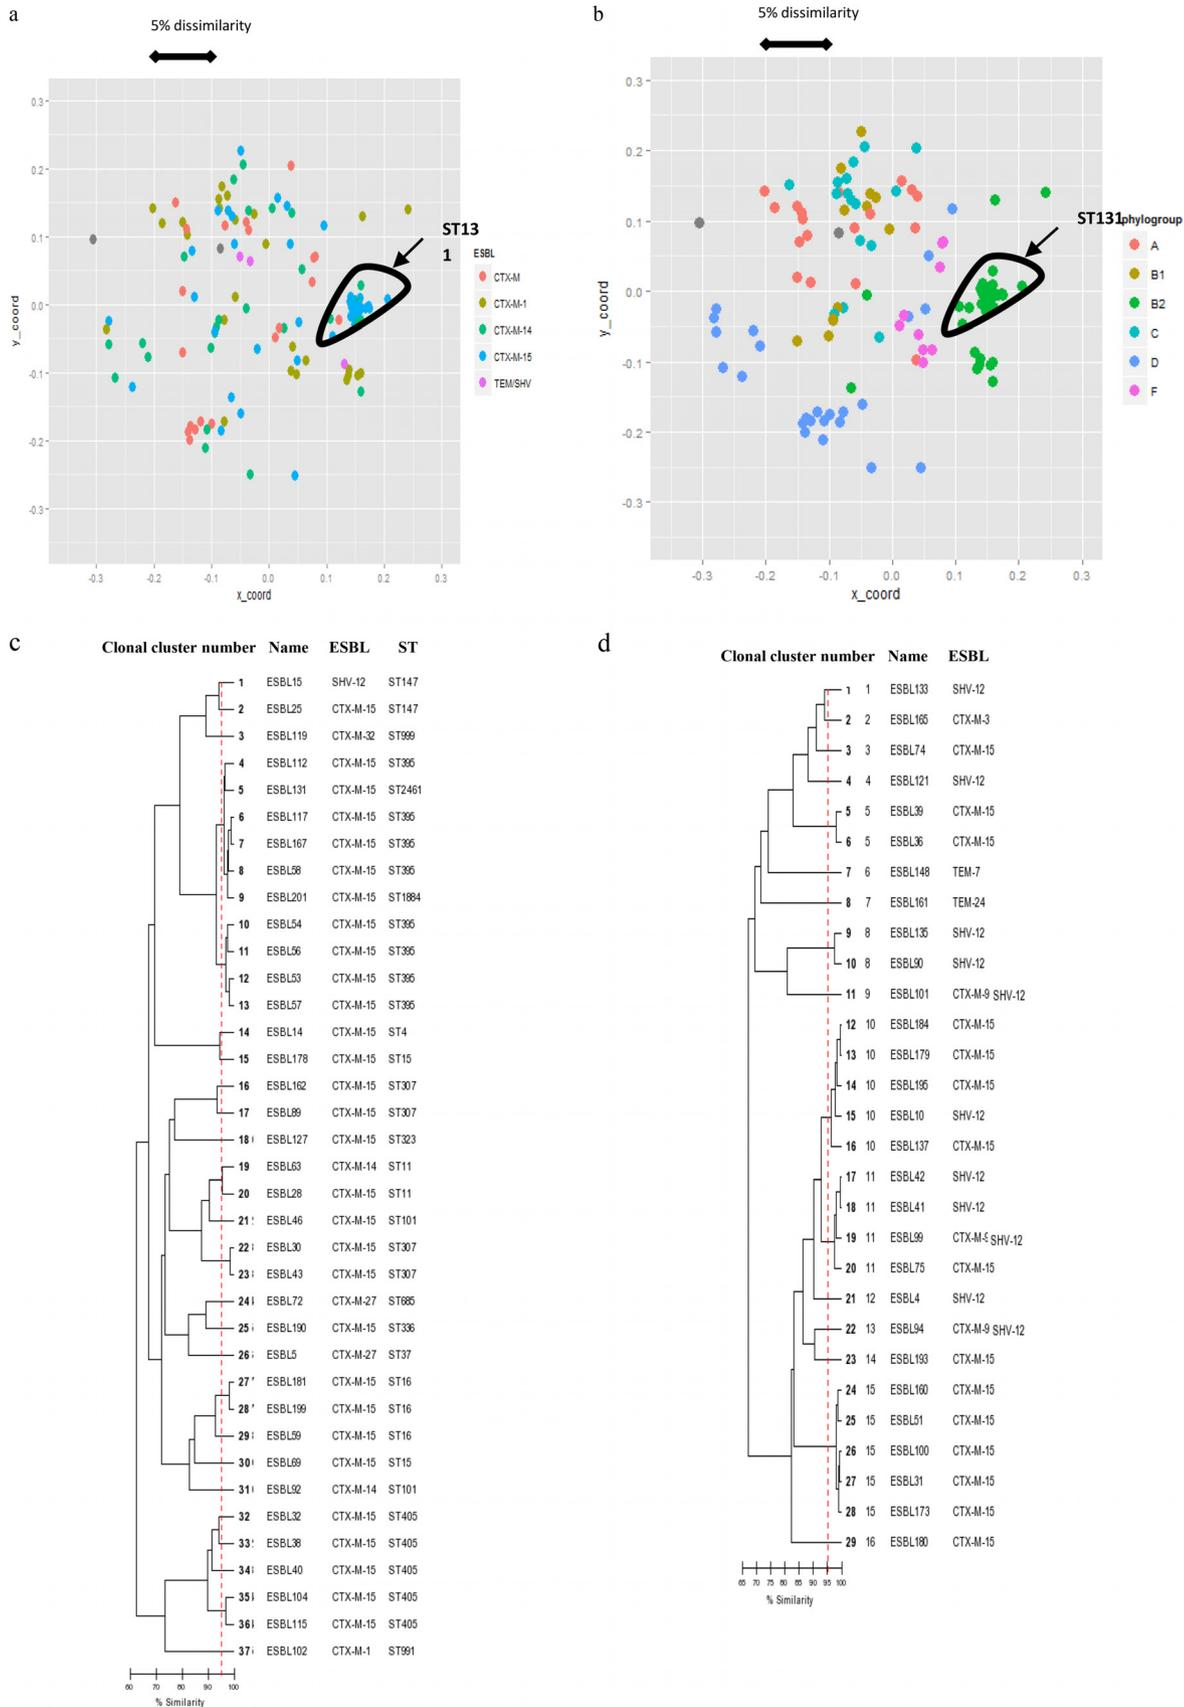 a
5% dissimilarity
0.3
0.2
0.1
0.0
-0.1
-0.2
-0.3
y_coord
-0.3 -0.2 -0.1 0.0 0.1 0.2 0.3
x_coord
ST13
1
ESBL
CTX-M
CTX-M-1
CTX-M-14
CTX-M-15
TEM/SHV
b
5% dissimilarity
0.3
0.2
0.1
0.0
-0.1
-0.2
-0.3
y_coord
-0.3 -0.2 -0.1 0.0 0.1 0.2 0.3
x_coord
ST131
phylogroup
A
B1
B2
C
D
F
c
Clonal cluster number Name ESBL ST
1 ESBL15 SHV-12 ST147
2 ESBL25 CTX-M-15 ST147
3 ESBL119 CTX-M-32 ST999
4 ESBL112 CTX-M-15 ST395
5 ESBL131 CTX-M-15 ST2461
6 ESBL117 CTX-M-15 ST395
7 ESBL167 CTX-M-15 ST395
8 ESBL58 CTX-M-15 ST395
9 ESBL201 CTX-M-15 ST1884
10 ESBL54 CTX-M-15 ST395
11 ESBL56 CTX-M-15 ST395
12 ESBL53 CTX-M-15 ST395
13 ESBL57 CTX-M-15 ST395
14 ESBL14 CTX-M-15 ST4
15 ESBL178 CTX-M-15 ST15
16 ESBL162 CTX-M-15 ST307
17 ESBL89 CTX-M-15 ST307
18 ESBL127 CTX-M-15 ST323
19 ESBL63 CTX-M-14 ST11
20 ESBL28 CTX-M-15 ST11
21 ESBL46 CTX-M-15 ST101
22 ESBL30 CTX-M-15 ST307
23 ESBL43 CTX-M-15 ST307
24 ESBL72 CTX-M-27 ST685
25 ESBL190 CTX-M-15 ST336
26 ESBL5 CTX-M-27 ST37
27 ESBL181 CTX-M-15 ST16
28 ESBL199 CTX-M-15 ST16
29 ESBL59 CTX-M-15 ST16
30 ESBL69 CTX-M-15 ST15
31 ESBL92 CTX-M-14 ST101
32 ESBL32 CTX-M-15 ST405
33 ESBL38 CTX-M-15 ST405
34 ESBL40 CTX-M-15 ST405
35 ESBL104 CTX-M-15 ST405
36 ESBL115 CTX-M-15 ST405
37 ESBL102 CTX-M-1 ST991
60 70 80 90 100
% Similarity
d
Clonal cluster number Name ESBL
1 1 ESBL133 SHV-12
2 2 ESBL165 CTX-M-3
3 3 ESBL74 CTX-M-15
4 4 ESBL121 SHV-12
5 5 ESBL39 CTX-M-15
6 5 ESBL36 CTX-M-15
7 6 ESBL148 TEM-7
8 7 ESBL161 TEM-24
9 8 ESBL135 SHV-12
10 8 ESBL90 SHV-12
11 9 ESBL101 CTX-M-9 SHV-12
12 10 ESBL184 CTX-M-15
13 10 ESBL179 CTX-M-15
14 10 ESBL195 CTX-M-15
15 10 ESBL10 SHV-12
16 10 ESBL137 CTX-M-15
17 11 ESBL42 SHV-12
18 11 ESBL41 SHV-12
19 11 ESBL99 CTX-M-9 SHV-12
20 11 ESBL75 CTX-M-15
21 12 ESBL4 SHV-12
22 13 ESBL94 CTX-M-9 SHV-12
23 14 ESBL193 CTX-M-15
24 15 ESBL160 CTX-M-15
25 15 ESBL51 CTX-M-15
26 15 ESBL100 CTX-M-15
27 15 ESBL31 CTX-M-15
28 15 ESBL173 CTX-M-15
29 16 ESBL180 CTX-M-15
65 70 75 80 85 90 95 100
% Similarity